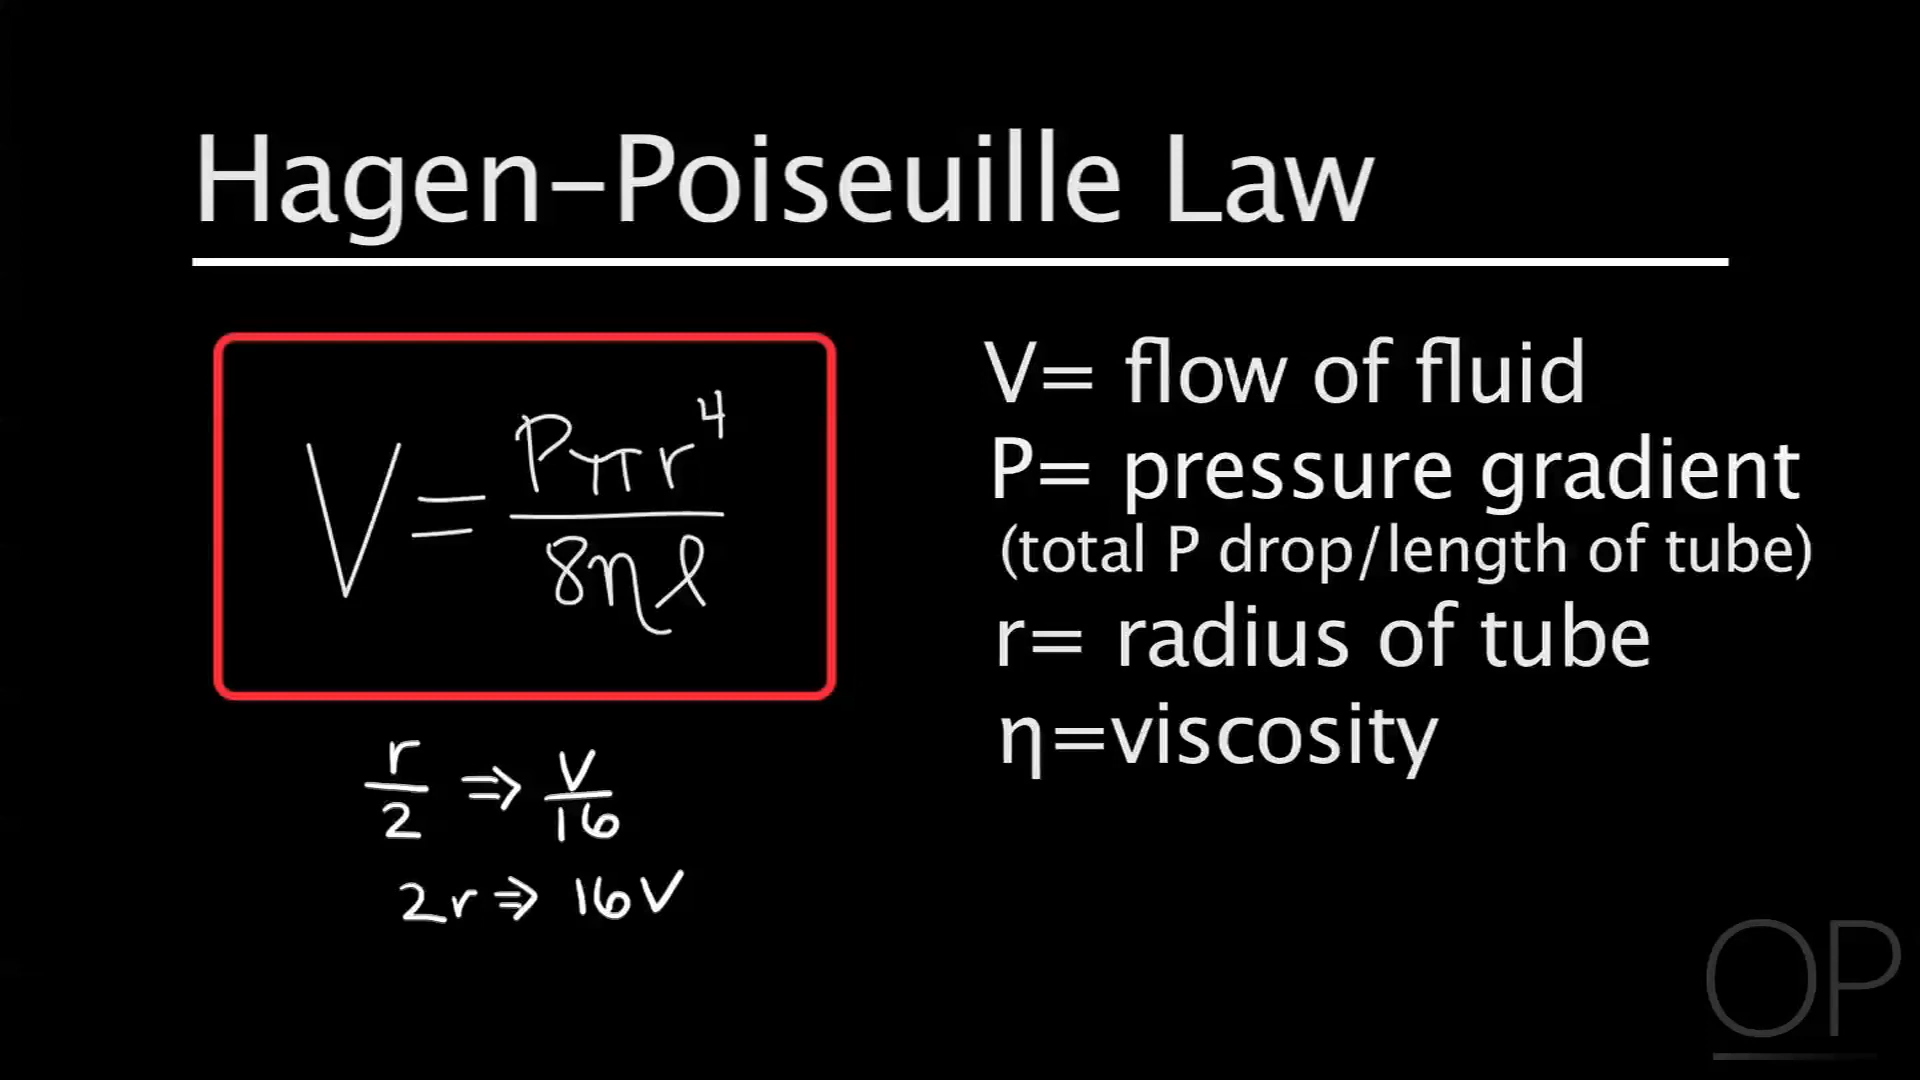 Hagen-Poiseuille Law
V = Pπr⁴ / 8ηℓ
r/2 ⇒ V/16
2r ⇒ 16V
V= flow of fluid
P= pressure gradient
(total P drop/length of tube)
r= radius of tube
η=viscosity
OP